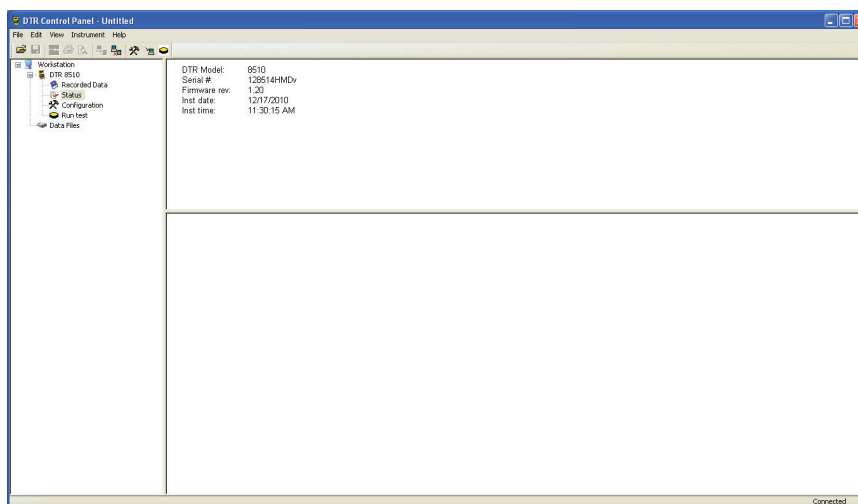 DTR Control Panel - Untitled
File Edit View Instrument Help
Workstation
DTR 8510
Recorded Data
Status
Configuration
Run test
Data Files
DTR Model: 8510
Serial #: 128514HMDv
Firmware rev: 1.20
Inst date: 12/17/2010
Inst time: 11:30:15 AM
Connected